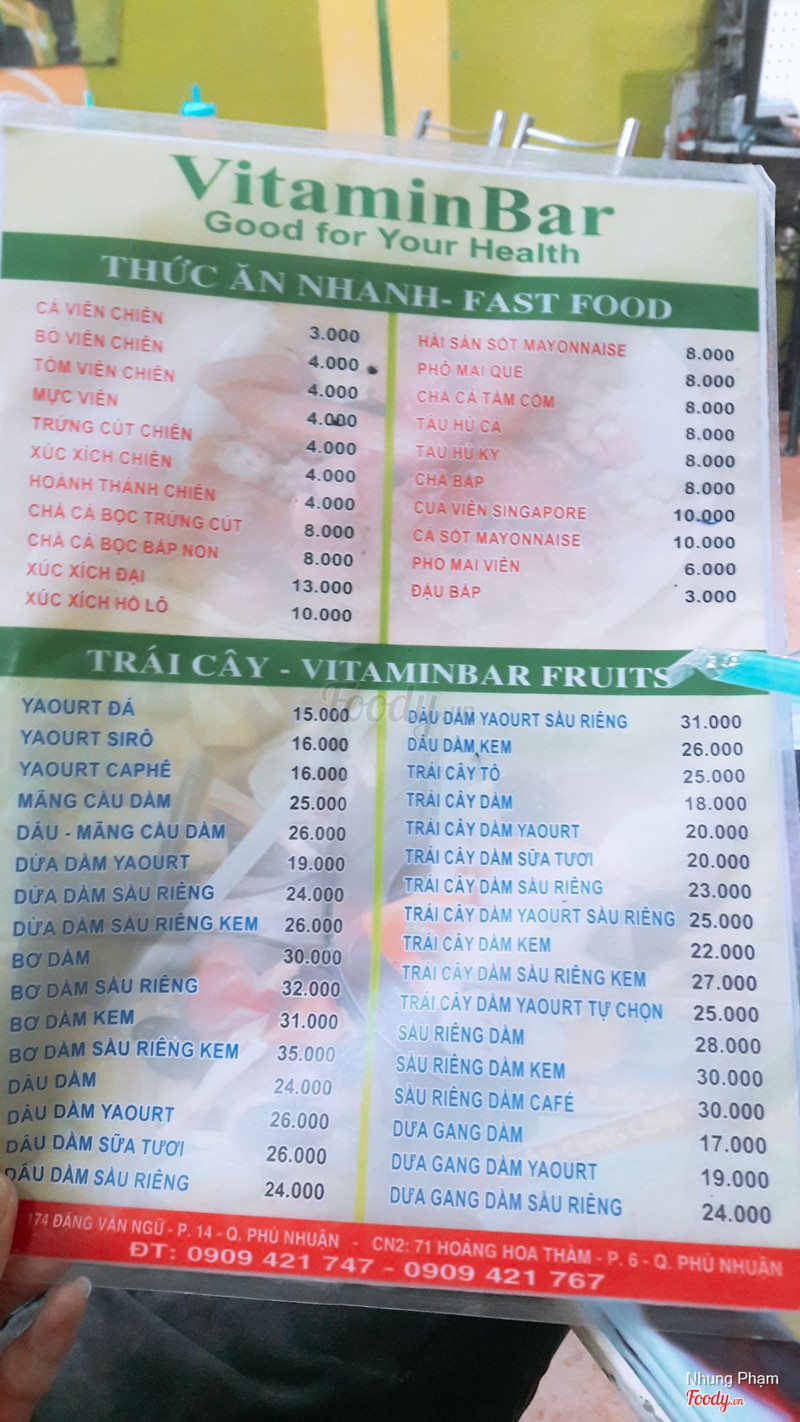 VitaminBar
Good for Your Health
THỨC ĂN NHANH- FAST FOOD
CÁ VIÊN CHIÊN 3.000
BÒ VIÊN CHIÊN 4.000
TÔM VIÊN CHIÊN 4.000
MỰC VIÊN 4.000
TRỨNG CÚT CHIÊN 4.000
XÚC XÍCH CHIÊN 4.000
HOÀNH THÁNH CHIÊN 4.000
CHẢ CÁ BỌC TRỨNG CÚT 8.000
CHẢ CÁ BỌC BẮP NON 8.000
XÚC XÍCH ĐẠI 13.000
XÚC XÍCH HỒ LÔ 10.000
HẢI SẢN SỐT MAYONNAISE 8.000
PHÔ MAI QUE 8.000
CHẢ CÁ TẨM CỐM 8.000
TÀU HỦ CÁ 8.000
TÀU HỦ KY 8.000
CHẢ BẮP 8.000
CUA VIÊN SINGAPORE 10.000
CÁ SỐT MAYONNAISE 10.000
PHO MAI VIÊN 6.000
ĐẬU BẮP 3.000
TRÁI CÂY - VITAMINBAR FRUITS
YAOURT ĐÁ 15.000
YAOURT SIRÔ 16.000
YAOURT CAPHÊ 16.000
MÃNG CẦU DẦM 25.000
DÂU - MÃNG CẦU DẦM 26.000
DỪA DẦM YAOURT 19.000
DỪA DẦM SẦU RIÊNG 24.000
DỪA DẦM SẦU RIÊNG KEM 26.000
BƠ DẦM 30.000
BƠ DẦM SẦU RIÊNG 32.000
BƠ DẦM KEM 31.000
BƠ DẦM SẦU RIÊNG KEM 35.000
DÂU DẦM 24.000
DÂU DẦM YAOURT 26.000
DÂU DẦM SỮA TƯƠI 26.000
DÂU DẦM SẦU RIÊNG 24.000
DÂU DẦM YAOURT SẦU RIÊNG 31.000
DÂU DẦM KEM 26.000
TRÁI CÂY TÔ 25.000
TRÁI CÂY DẦM 18.000
TRÁI CÂY DẦM YAOURT 20.000
TRÁI CÂY DẦM SỮA TƯƠI 20.000
TRÁI CÂY DẦM SẦU RIÊNG 23.000
TRÁI CÂY DẦM YAOURT SẦU RIÊNG 25.000
TRÁI CÂY DẦM KEM 22.000
TRÁI CÂY DẦM SẦU RIÊNG KEM 27.000
TRÁI CÂY DẦM YAOURT TỰ CHỌN 25.000
SẦU RIÊNG DẦM 28.000
SẦU RIÊNG DẦM KEM 30.000
SẦU RIÊNG DẦM CAFÉ 30.000
DƯA GANG DẦM 17.000
DƯA GANG DẦM YAOURT 19.000
DƯA GANG DẦM SẦU RIÊNG 24.000
174 ĐẶNG VĂN NGỮ - P. 14 - Q. PHÚ NHUẬN - CN2: 71 HOÀNG HOA THÁM - P. 6 - Q. PHÚ NHUẬN
ĐT: 0909 421 747 - 0909 421 767
Foody.vn
Nhung Phạm
Foody.vn